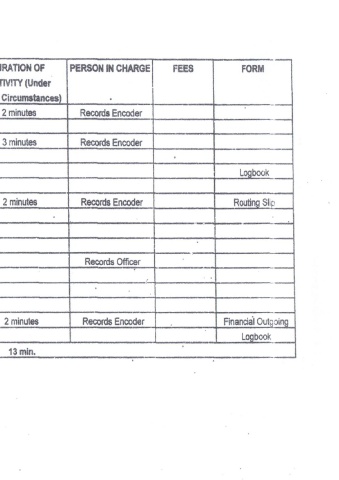 IRATION OF PERSON IN CHARGE FEES FORM
TIVITY (Under
Circumstances)
2 minutes Records Encoder
3 minutes Records Encoder
Logbook
2 minutes Records Encoder Routing Slip
Records Officer
2 minutes Records Encoder Financial Outgoing
Logbook
13 min.